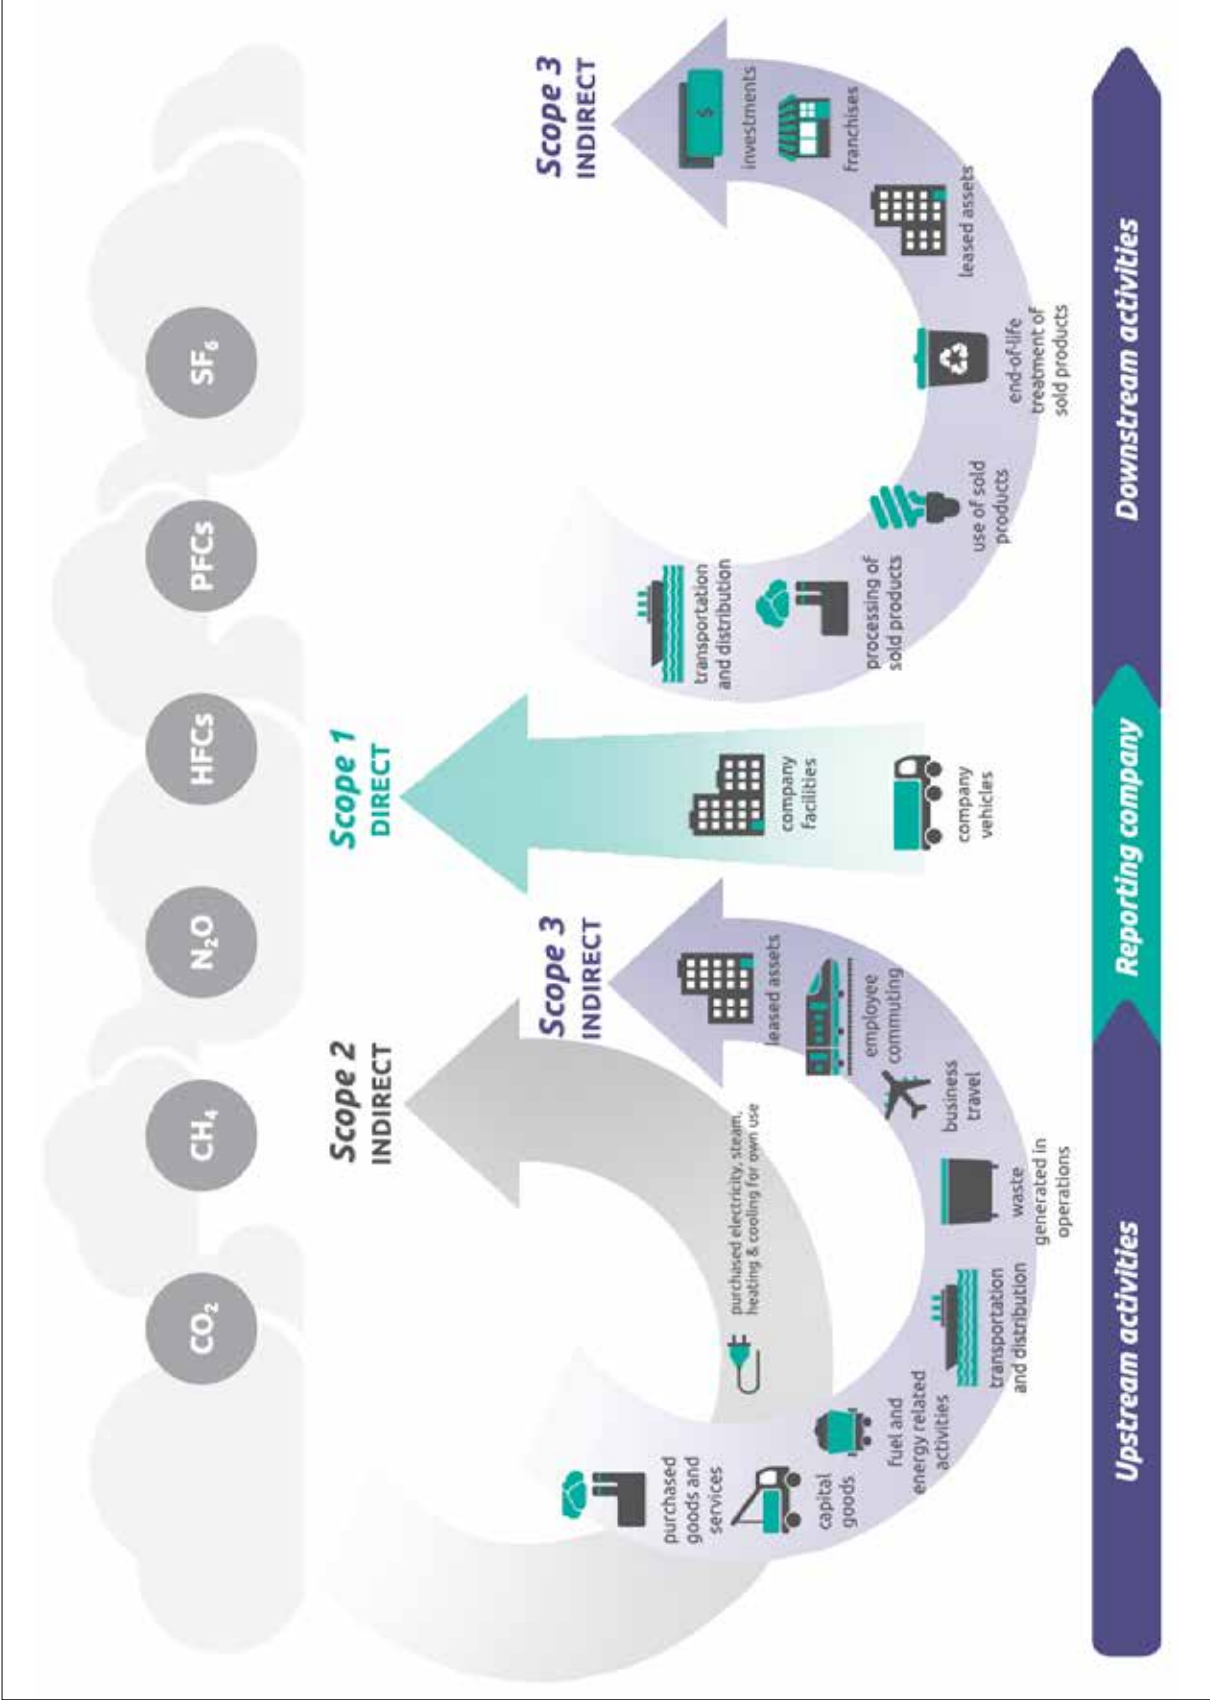 CO₂
CH₄
N₂O
HFCs
PFCs
SF₆
Scope 2
INDIRECT
Scope 1
DIRECT
Scope 3
INDIRECT
Scope 3
INDIRECT
purchased
goods and
services
capital
goods
fuel and
energy related
activities
purchased electricity, steam,
heating & cooling for own use
transportation
and distribution
waste
generated in
operations
business
travel
employee
commuting
leased assets
company
facilities
company
vehicles
transportation
and distribution
processing of
sold products
use of sold
products
end-of-life
treatment of
sold products
leased assets
franchises
investments
$
Upstream activities
Reporting company
Downstream activities